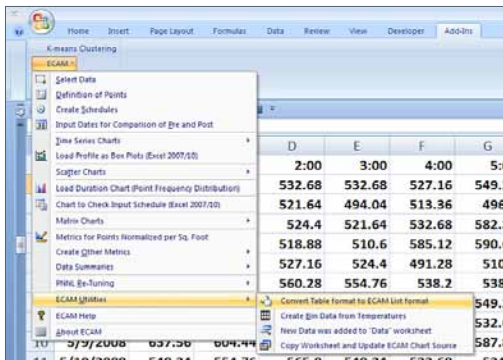 Home Insert Page Layout Formulas Data Review View Developer Add-Ins
K-means Clustering
ECAM
Select Data
Definition of Points
Create Schedules
Input Dates for Comparison of Pre and Post
Time Series Charts
Load Profile as Box Plots (Excel 2007/10)
Scatter Charts
Load Duration Chart (Point Frequency Distribution)
Chart to Check Input Schedule (Excel 2007/10)
Matrix Charts
Metrics for Points Normalized per Sq. Foot
Create Other Metrics
Data Summaries
PNNL Re-Tuning
ECAM Utilities
ECAM Help
About ECAM
Convert Table format to ECAM List format
Create Bin Data from Temperatures
New Data was added to "Data" worksheet
Copy Worksheet and Update ECAM Chart Source
D E F G
2:00 3:00 4:00 5:
532.68 532.68 527.16 549.
521.64 494.04 513.36 496
524.4 521.64 532.68 582.
518.88 510.6 585.12 590.
527.16 524.4 491.28 510
560.28 554.76 538.2 538
549.
532.
10 5/9/2008 637.56 604.44 587.